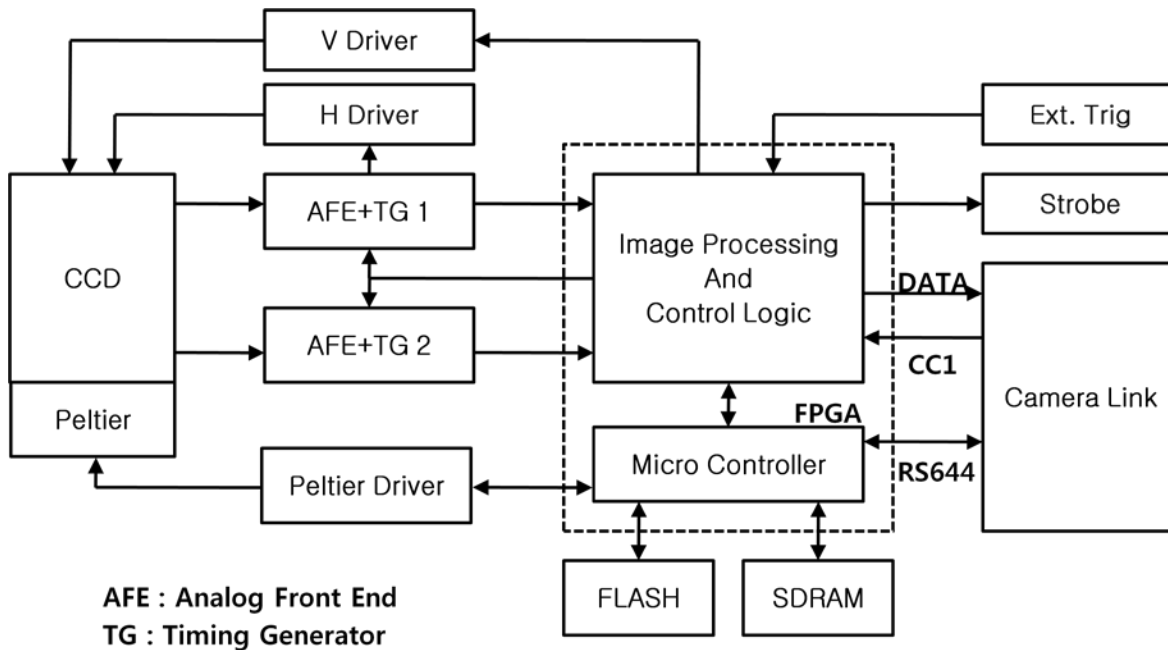 V Driver
H Driver
Ext. Trig
AFE+TG 1
Strobe
CCD
Image Processing
And
Control Logic
DATA
AFE+TG 2
CC1
Camera Link
Peltier
FPGA
Micro Controller
RS644
Peltier Driver
FLASH
SDRAM
AFE : Analog Front End
TG : Timing Generator